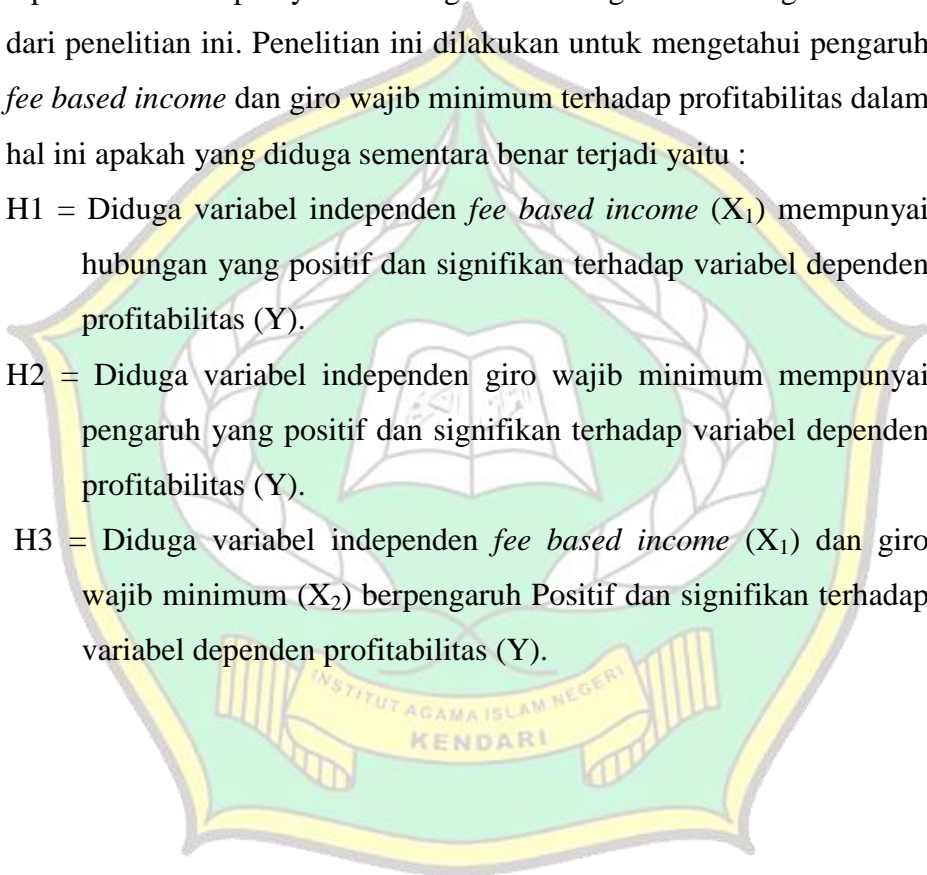 dari penelitian ini. Penelitian ini dilakukan untuk mengetahui pengaruh
fee based income dan giro wajib minimum terhadap profitabilitas dalam
hal ini apakah yang diduga sementara benar terjadi yaitu :
H1 = Diduga variabel independen fee based income (X₁) mempunyai
hubungan yang positif dan signifikan terhadap variabel dependen
profitabilitas (Y).
H2 = Diduga variabel independen giro wajib minimum mempunyai
pengaruh yang positif dan signifikan terhadap variabel dependen
profitabilitas (Y).
H3 = Diduga variabel independen fee based income (X₁) dan giro
wajib minimum (X₂) berpengaruh Positif dan signifikan terhadap
variabel dependen profitabilitas (Y).
INSTITUT AGAMA ISLAM NEGERI
KENDARI